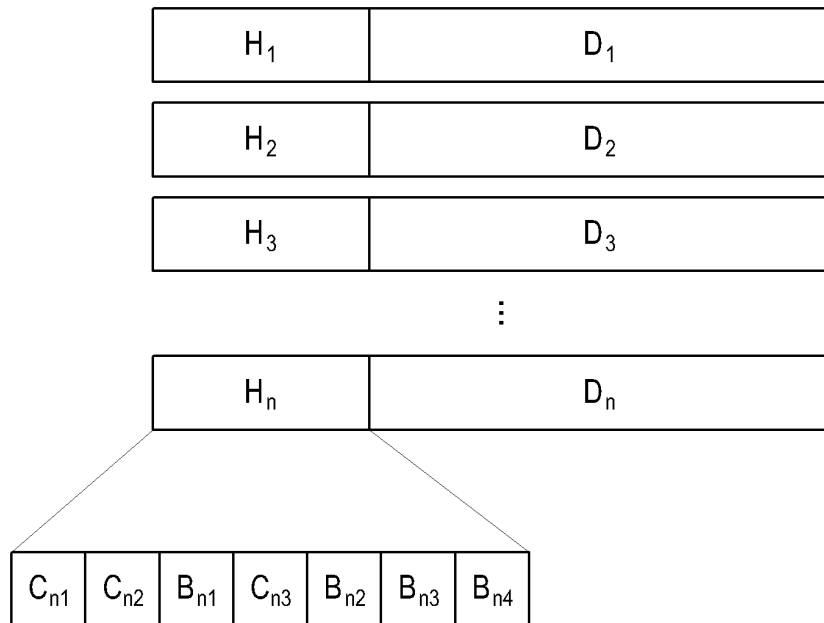 H₁ D₁
H₂ D₂
H₃ D₃
⋮
Hₙ Dₙ
Cₙ₁ Cₙ₂ Bₙ₁ Cₙ₃ Bₙ₂ Bₙ₃ Bₙ₄